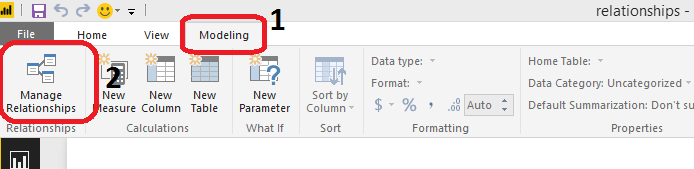 relationships -
File Home View Modeling 1
2
Manage Relationships
New Measure
New Column
New Table
New Parameter
Sort by Column
Data type:
Format:
$ % , .00 Auto
Home Table:
Data Category: Uncategorized
Default Summarization: Don't su
Relationships Calculations What If Sort Formatting Properties